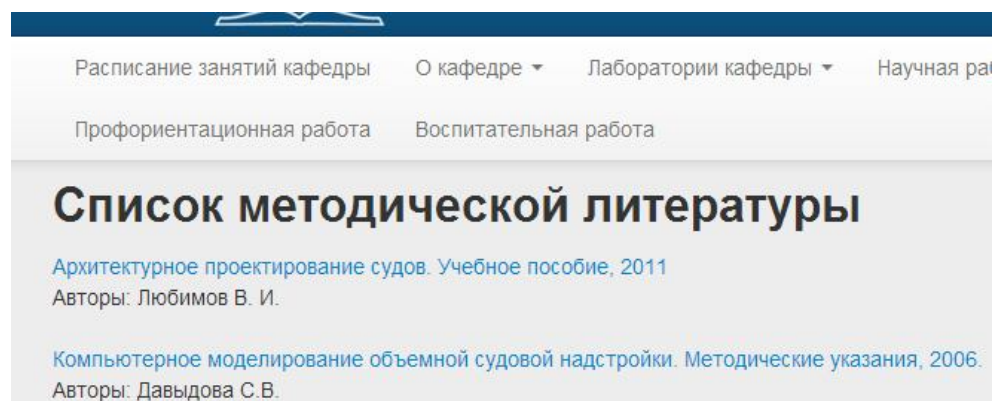 Расписание занятий кафедры О кафедре Лаборатории кафедры Научная
Профориентационная работа Воспитательная работа
Список методической литературы
Архитектурное проектирование судов. Учебное пособие, 2011
Авторы: Любимов В. И.
Компьютерное моделирование объемной судовой надстройки. Методические указания, 2006.
Авторы: Давыдова С.В.